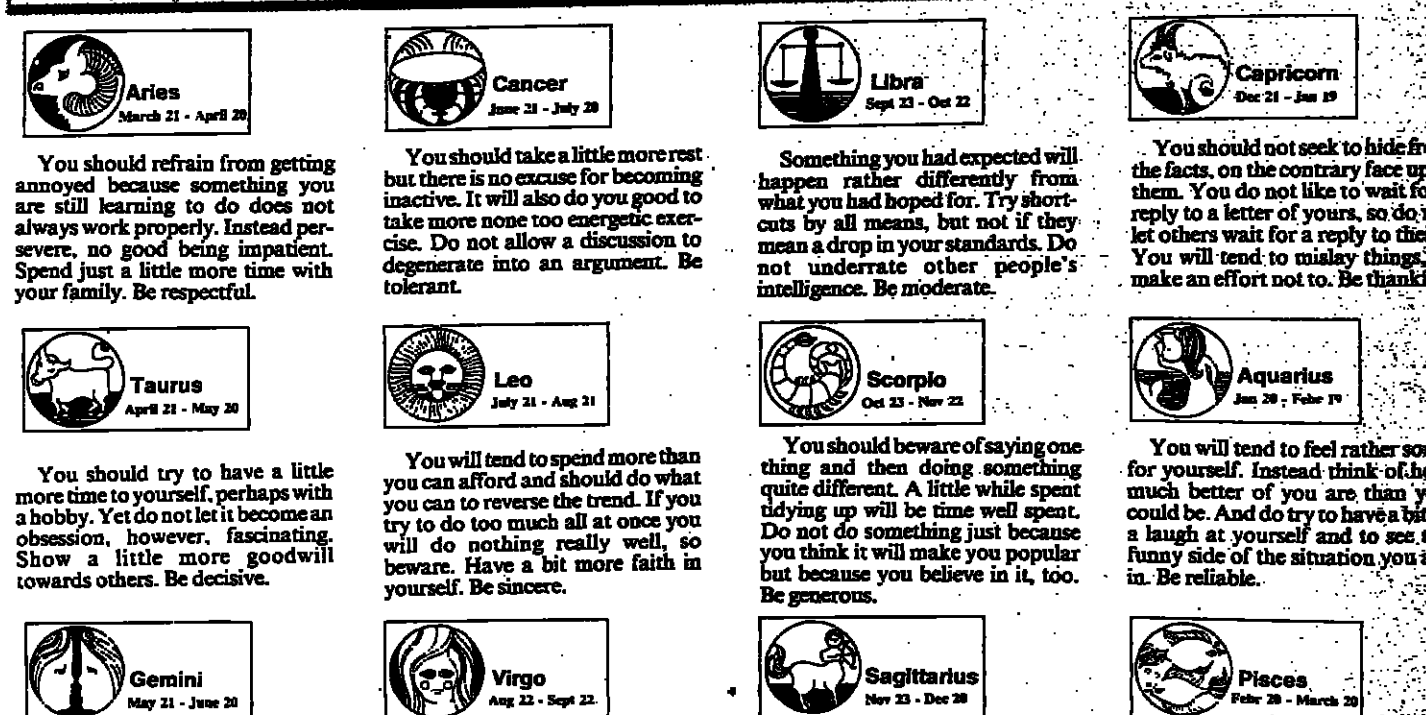 Aries
March 21 - April 20
You should refrain from getting
annoyed because something you
are still learning to do does not
always work properly. Instead per-
severe, no good being impatient.
Spend just a little more time with
your family. Be respectful.
Taurus
April 21 - May 20
You should try to have a little
more time to yourself, perhaps with
a hobby. Yet do not let it become an
obsession, however, fascinating.
Show a little more goodwill
towards others. Be decisive.
Gemini
May 21 - June 20
Cancer
June 21 - July 20
You should take a little more rest
but there is no excuse for becoming
inactive. It will also do you good to
take more none too energetic exer-
cise. Do not allow a discussion to
degenerate into an argument. Be
tolerant.
Leo
July 21 - Aug 21
You will tend to spend more than
you can afford and should do what
you can to reverse the trend. If you
try to do too much all at once you
will do nothing really well, so
beware. Have a bit more faith in
yourself. Be sincere.
Virgo
Aug 22 - Sept 22
Libra
Sept 23 - Oct 22
Something you had expected will
happen rather differently from
what you had hoped for. Try short-
cuts by all means, but not if they
mean a drop in your standards. Do
not underrate other people's
intelligence. Be moderate.
Scorpio
Oct 23 - Nov 22
You should beware of saying one
thing and then doing something
quite different. A little while spent
tidying up will be time well spent.
Do not do something just because
you think it will make you popular
but because you believe in it, too.
Be generous.
Sagittarius
Nov 23 - Dec 20
Capricorn
Dec 21 - Jan 19
You should not seek to hide
the facts, on the contrary face up
them. You do not like to wait
reply to a letter of yours, so do
let others wait for a reply to
You will tend to mislay things,
make an effort not to. Be
Aquarius
Jan 20 - Febr 19
You will tend to feel rather
for yourself. Instead think of
much better of you are than
could be. And do try to have a
a laugh at yourself and to see
funny side of the situation you
in. Be reliable.
Pisces
Febr 20 - March 20